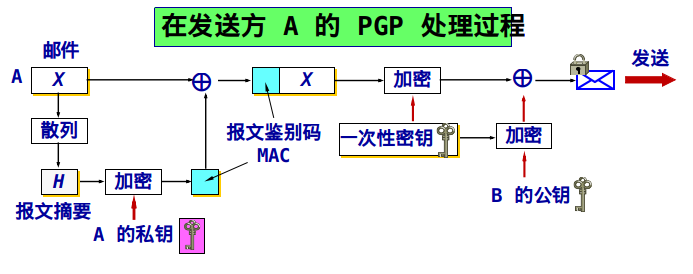 在发送方 A 的 PGP 处理过程
邮件
发送
A
X
X
加密
散列
报文鉴别码
MAC
一次性密钥
加密
H
加密
报文摘要
B 的公钥
A 的私钥